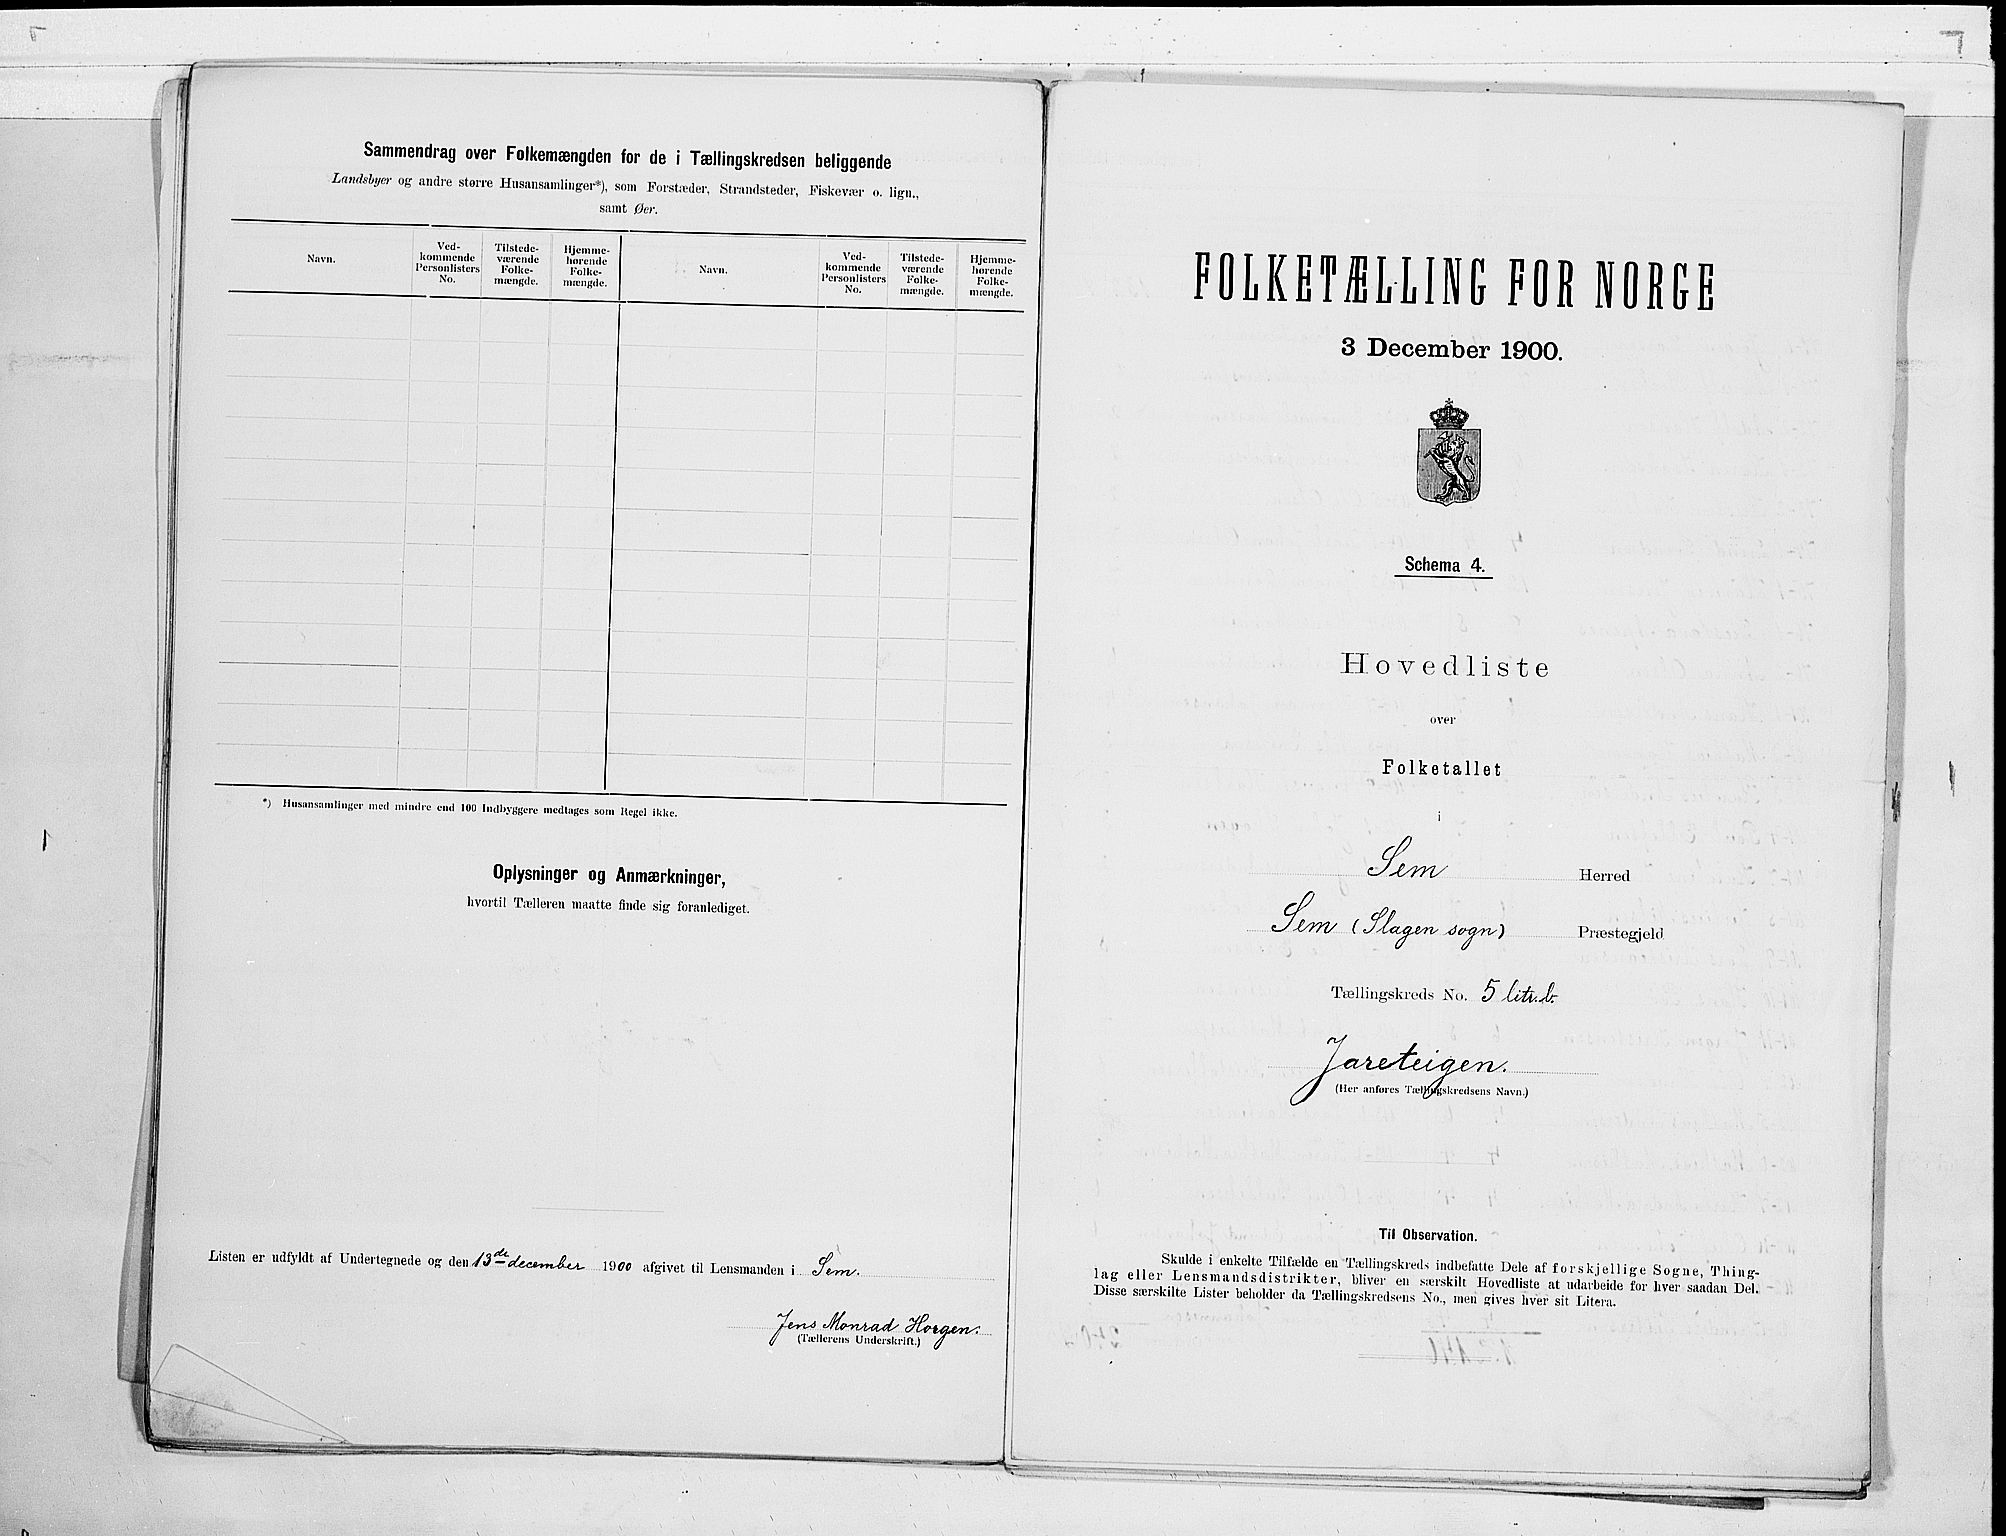 Sammendrag over Folkemængden for de i Tællingskredsen beliggende
Landsbyer og andre større Husansamlinger*), som Forstæder, Strandsteder, Fiskevær o. lign.,
samt Øer.
Navn.
Ved-
kommende
Personlisters
No.
Tilstede-
værende
Folke-
mængde.
Hjemme-
hørende
Folke-
mængde.
Navn.
Ved-
kommende
Personlisters
No.
Tilstede-
værende
Folke-
mængde.
Hjemme-
hørende
Folke-
mængde.
*) Husansamlinger med mindre end 100 Indbyggere medtages som Regel ikke.
Oplysninger og Anmærkninger,
hvortil Tælleren maatte finde sig foranlediget.
Listen er udfyldt af Undertegnede og den 13de december 1900 afgivet til Lensmanden i Sem.
Jens Monrad Horgen.
(Tællerens Underskrift.)
FOLKETÆLLING FOR NORGE
3 December 1900.
Schema 4.
Hovedliste
over
Folketallet
i
Sem Herred
Sem (Slagen sogn) Præstegjeld
Tællingskreds No. 5 litr. b.
Jareteigen.
(Her anføres Tællingskredsens Navn.)
Til Observation.
Skulde i enkelte Tilfælde en Tællingskreds indbefatte Dele af forskjellige Sogne, Thing-
lag eller Lensmandsdistrikter, bliver en særskilt Hovedliste at udarbeide for hver saadan Del.
Disse særskilte Lister beholder da Tællingskredsens No., men gives hver sit Litera.